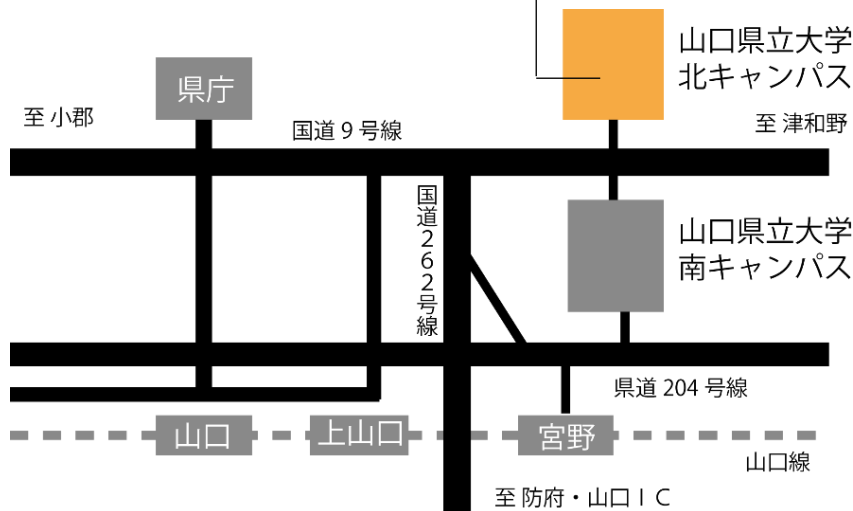 山口県立大学
北キャンパス
県庁
至 小郡
国道 9 号線
至 津和野
国道262号線
山口県立大学
南キャンパス
県道 204 号線
山口
上山口
宮野
山口線
至 防府・山口ＩＣ